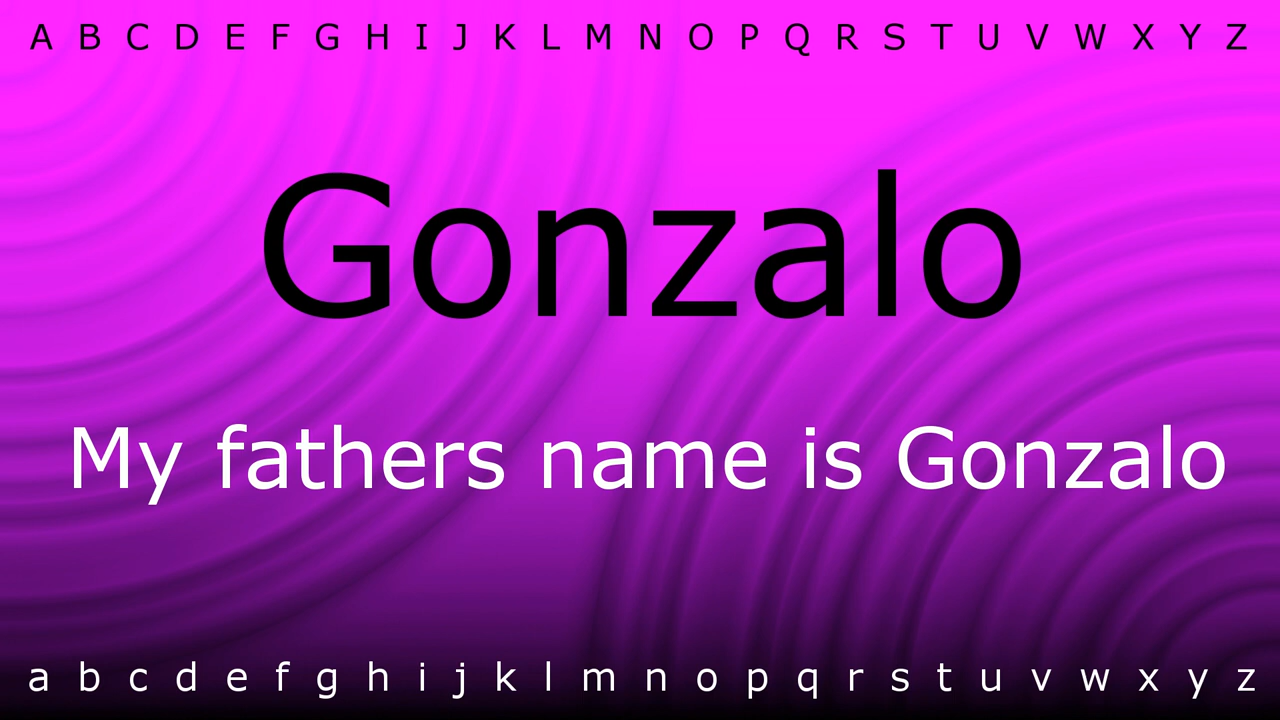 A B C D E F G H I J K L M N O P Q R S T U V W X Y Z
Gonzalo
My fathers name is Gonzalo
a b c d e f g h i j k l m n o p q r s t u v w x y z